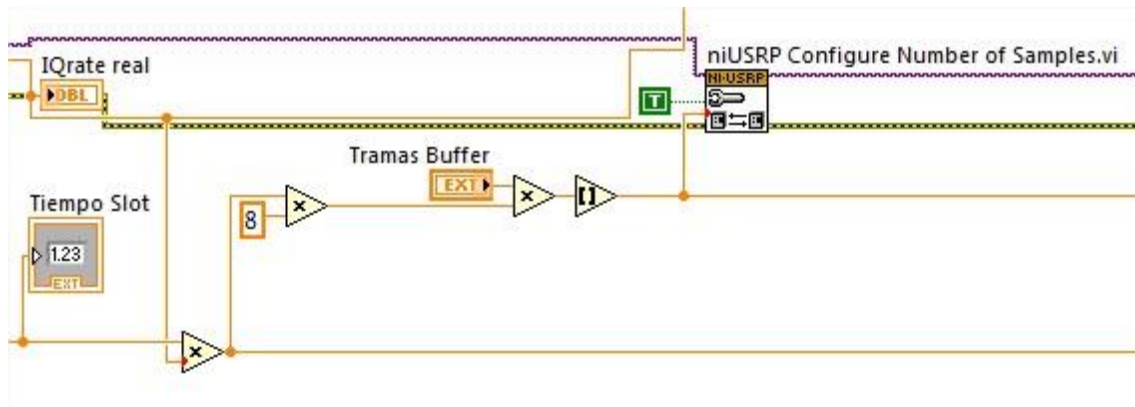 niUSRP Configure Number of Samples.vi
IQrate real
NI-USRP
DBL
T
Tramas Buffer
EXT
Tiempo Slot
8
1.23
EXT